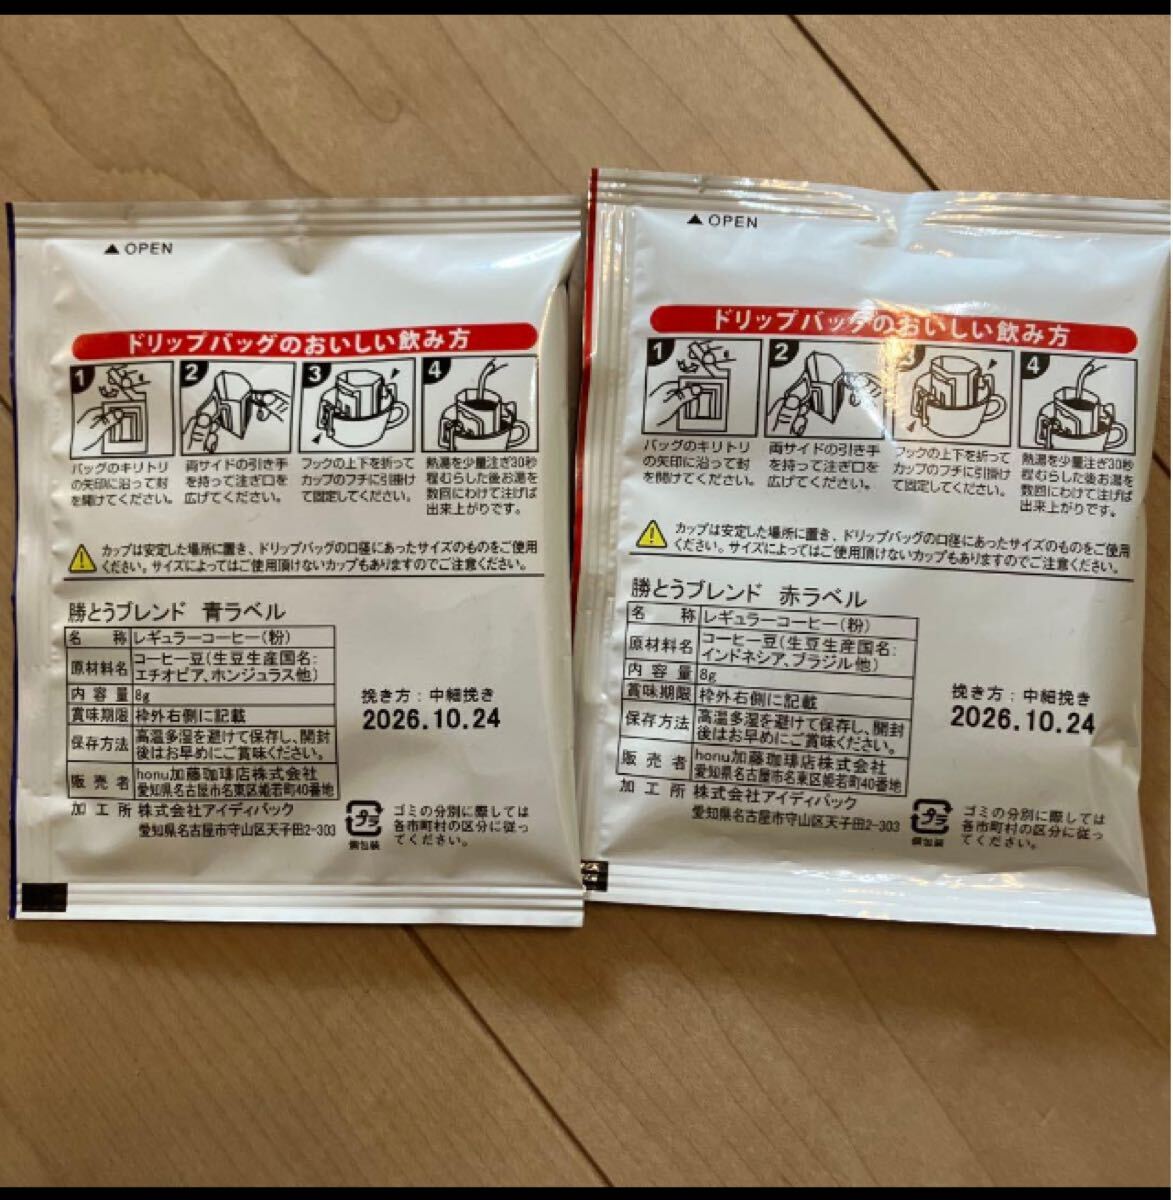 ▲ OPEN
ドリップバッグのおいしい飲み方
1
2
3
4
バッグのキリトリ
の矢印に沿って封
を開けてください。
両サイドの引き手
を持って注ぎ口を
広げてください。
フックの上下を折って
カップのフチに引掛け
て固定してください。
熱湯を少量注ぎ30秒
程むらした後お湯を
数回にわけて注げば
出来上がりです。
カップは安定した場所に置き、ドリップバッグの口径にあったサイズのものをご使用
ください。サイズによってはご使用頂けないカップもありますのでご注意ください。
勝とうブレンド 青ラベル
名 称 レギュラーコーヒー(粉)
原材料名 コーヒー豆(生豆生産国名:
エチオピア、ホンジュラス他)
内容量 8g
賞味期限 枠外右側に記載
保存方法 高温多湿を避けて保存し、開封
後はお早めにご賞味ください。
販売者 honu加藤珈琲店株式会社
愛知県名古屋市名東区姫若町40番地
加工所 株式会社アイディパック
愛知県名古屋市守山区天子田2-303
挽き方:中細挽き
2026.10.24
プラ
個包装
ゴミの分別に際しては
各市町村の区分に従っ
てください。
▲ OPEN
ドリップバッグのおいしい飲み方
1
2
3
4
バッグのキリトリ
の矢印に沿って封
を開けてください。
両サイドの引き手
を持って注ぎ口を
広げてください。
フックの上下を折って
カップのフチに引掛け
て固定してください。
熱湯を少量注ぎ30秒
程むらした後お湯を
数回にわけて注げば
出来上がりです。
カップは安定した場所に置き、ドリップバッグの口径にあったサイズのものをご使用
ください。サイズによってはご使用頂けないカップもありますのでご注意ください。
勝とうブレンド 赤ラベル
名 称 レギュラーコーヒー(粉)
原材料名 コーヒー豆(生豆生産国名:
インドネシア、ブラジル他)
内容量 8g
賞味期限 枠外右側に記載
保存方法 高温多湿を避けて保存し、開封
後はお早めにご賞味ください。
販売者 honu加藤珈琲店株式会社
愛知県名古屋市名東区姫若町40番地
加工所 株式会社アイディパック
愛知県名古屋市守山区天子田2-303
挽き方:中細挽き
2026.10.24
プラ
個包装
ゴミの分別に際しては
各市町村の区分に従っ
てください。